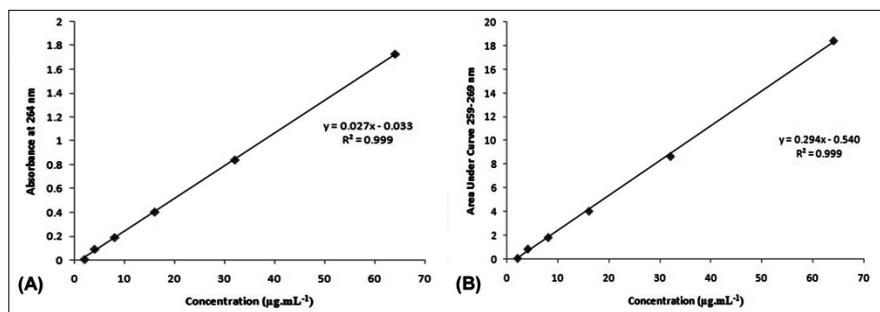 2
1.8
1.6
1.4
1.2
1
0.8
0.6
0.4
0.2
0
Absorbance at 264 nm
y = 0.027x - 0.033
R² = 0.999
0 10 20 30 40 50 60 70
Concentration (µg.mL⁻¹)
(A)
20
18
16
14
12
10
8
6
4
2
0
Area Under Curve 259-269 nm
y = 0.294x - 0.540
R² = 0.999
0 10 20 30 40 50 60 70
Concentration (µg.mL⁻¹)
(B)